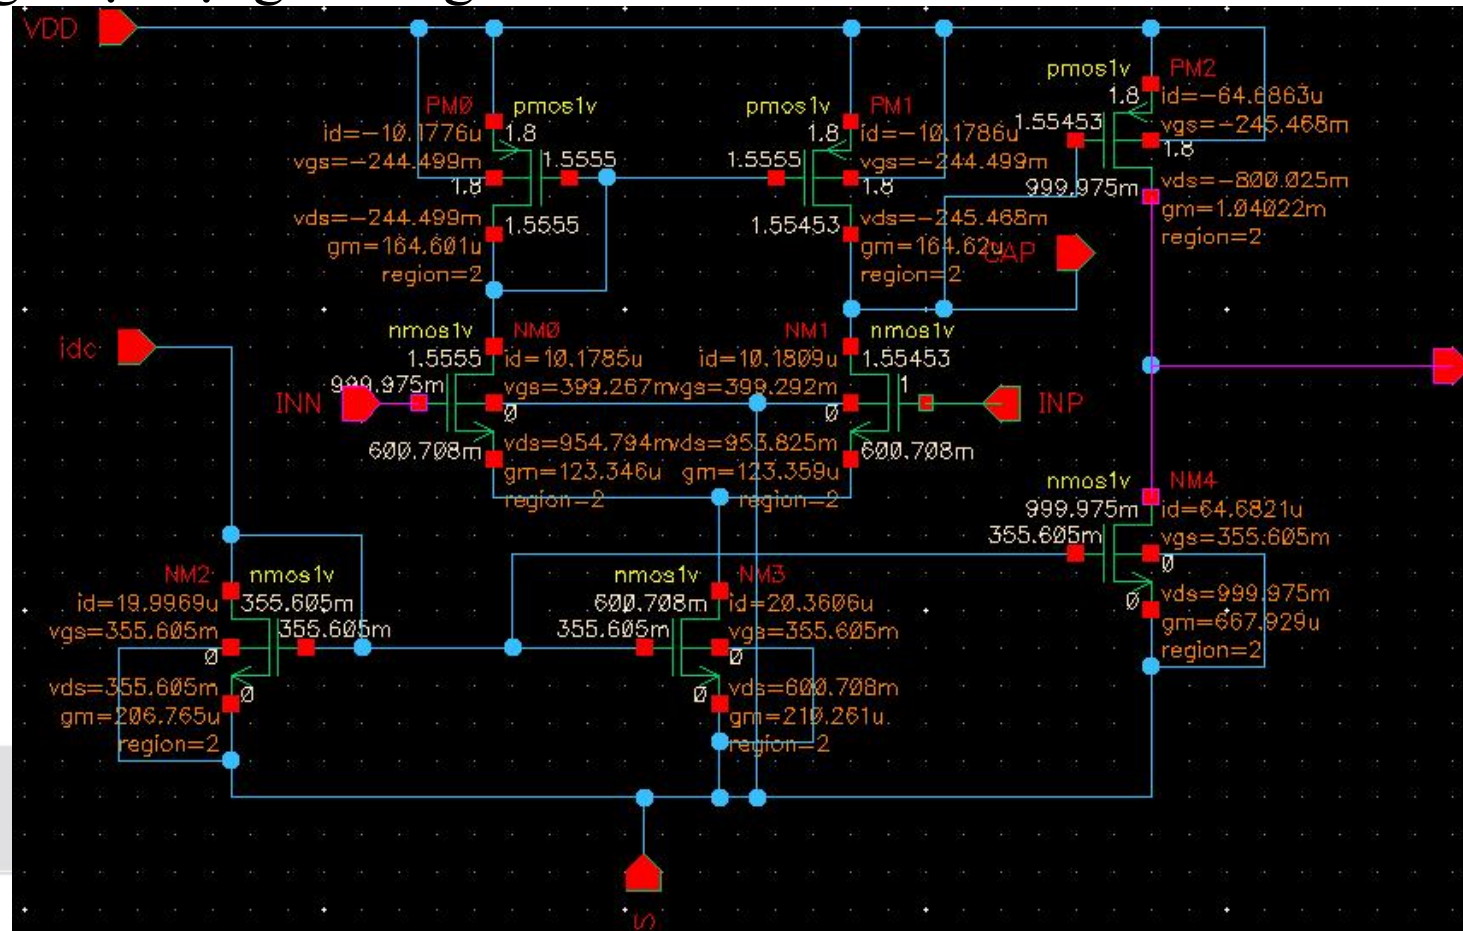 VDD
pmos1v PM2
1.8 id=-64.6863u
1.55453 vgs=-245.468m
1.8
999.975m vds=-800.025m
gm=1.04022m
region=2
PM0 pmos1v
id=-10.1776u 1.8
vgs=-244.499m 1.5555
1.8
vds=-244.499m 1.5555
gm=164.601u
region=2
pmos1v PM1
1.8 id=-10.1786u
1.5555 vgs=-244.499m
1.8
1.55453 vds=-245.468m
gm=164.62u
region=2
CAP
idc
nmos1v NM0
1.5555 id=10.1785u
999.975m vgs=399.267m
INN
0
600.708m vds=954.794m
gm=123.346u
region=2
NM1 nmos1v
id=10.1809u 1.55453
vgs=399.292m 1
INP
0
vds=953.825m 600.708m
gm=123.359u
region=2
nmos1v NM4
999.975m id=64.6821u
355.605m vgs=355.605m
0
0 vds=999.975m
gm=667.929u
region=2
NM2 nmos1v
id=19.9969u 355.605m
vgs=355.605m 355.605m
0
vds=355.605m 0
gm=206.765u
region=2
nmos1v NM3
600.708m id=20.3606u
355.605m vgs=355.605m
0
0 vds=600.708m
gm=210.261u
region=2